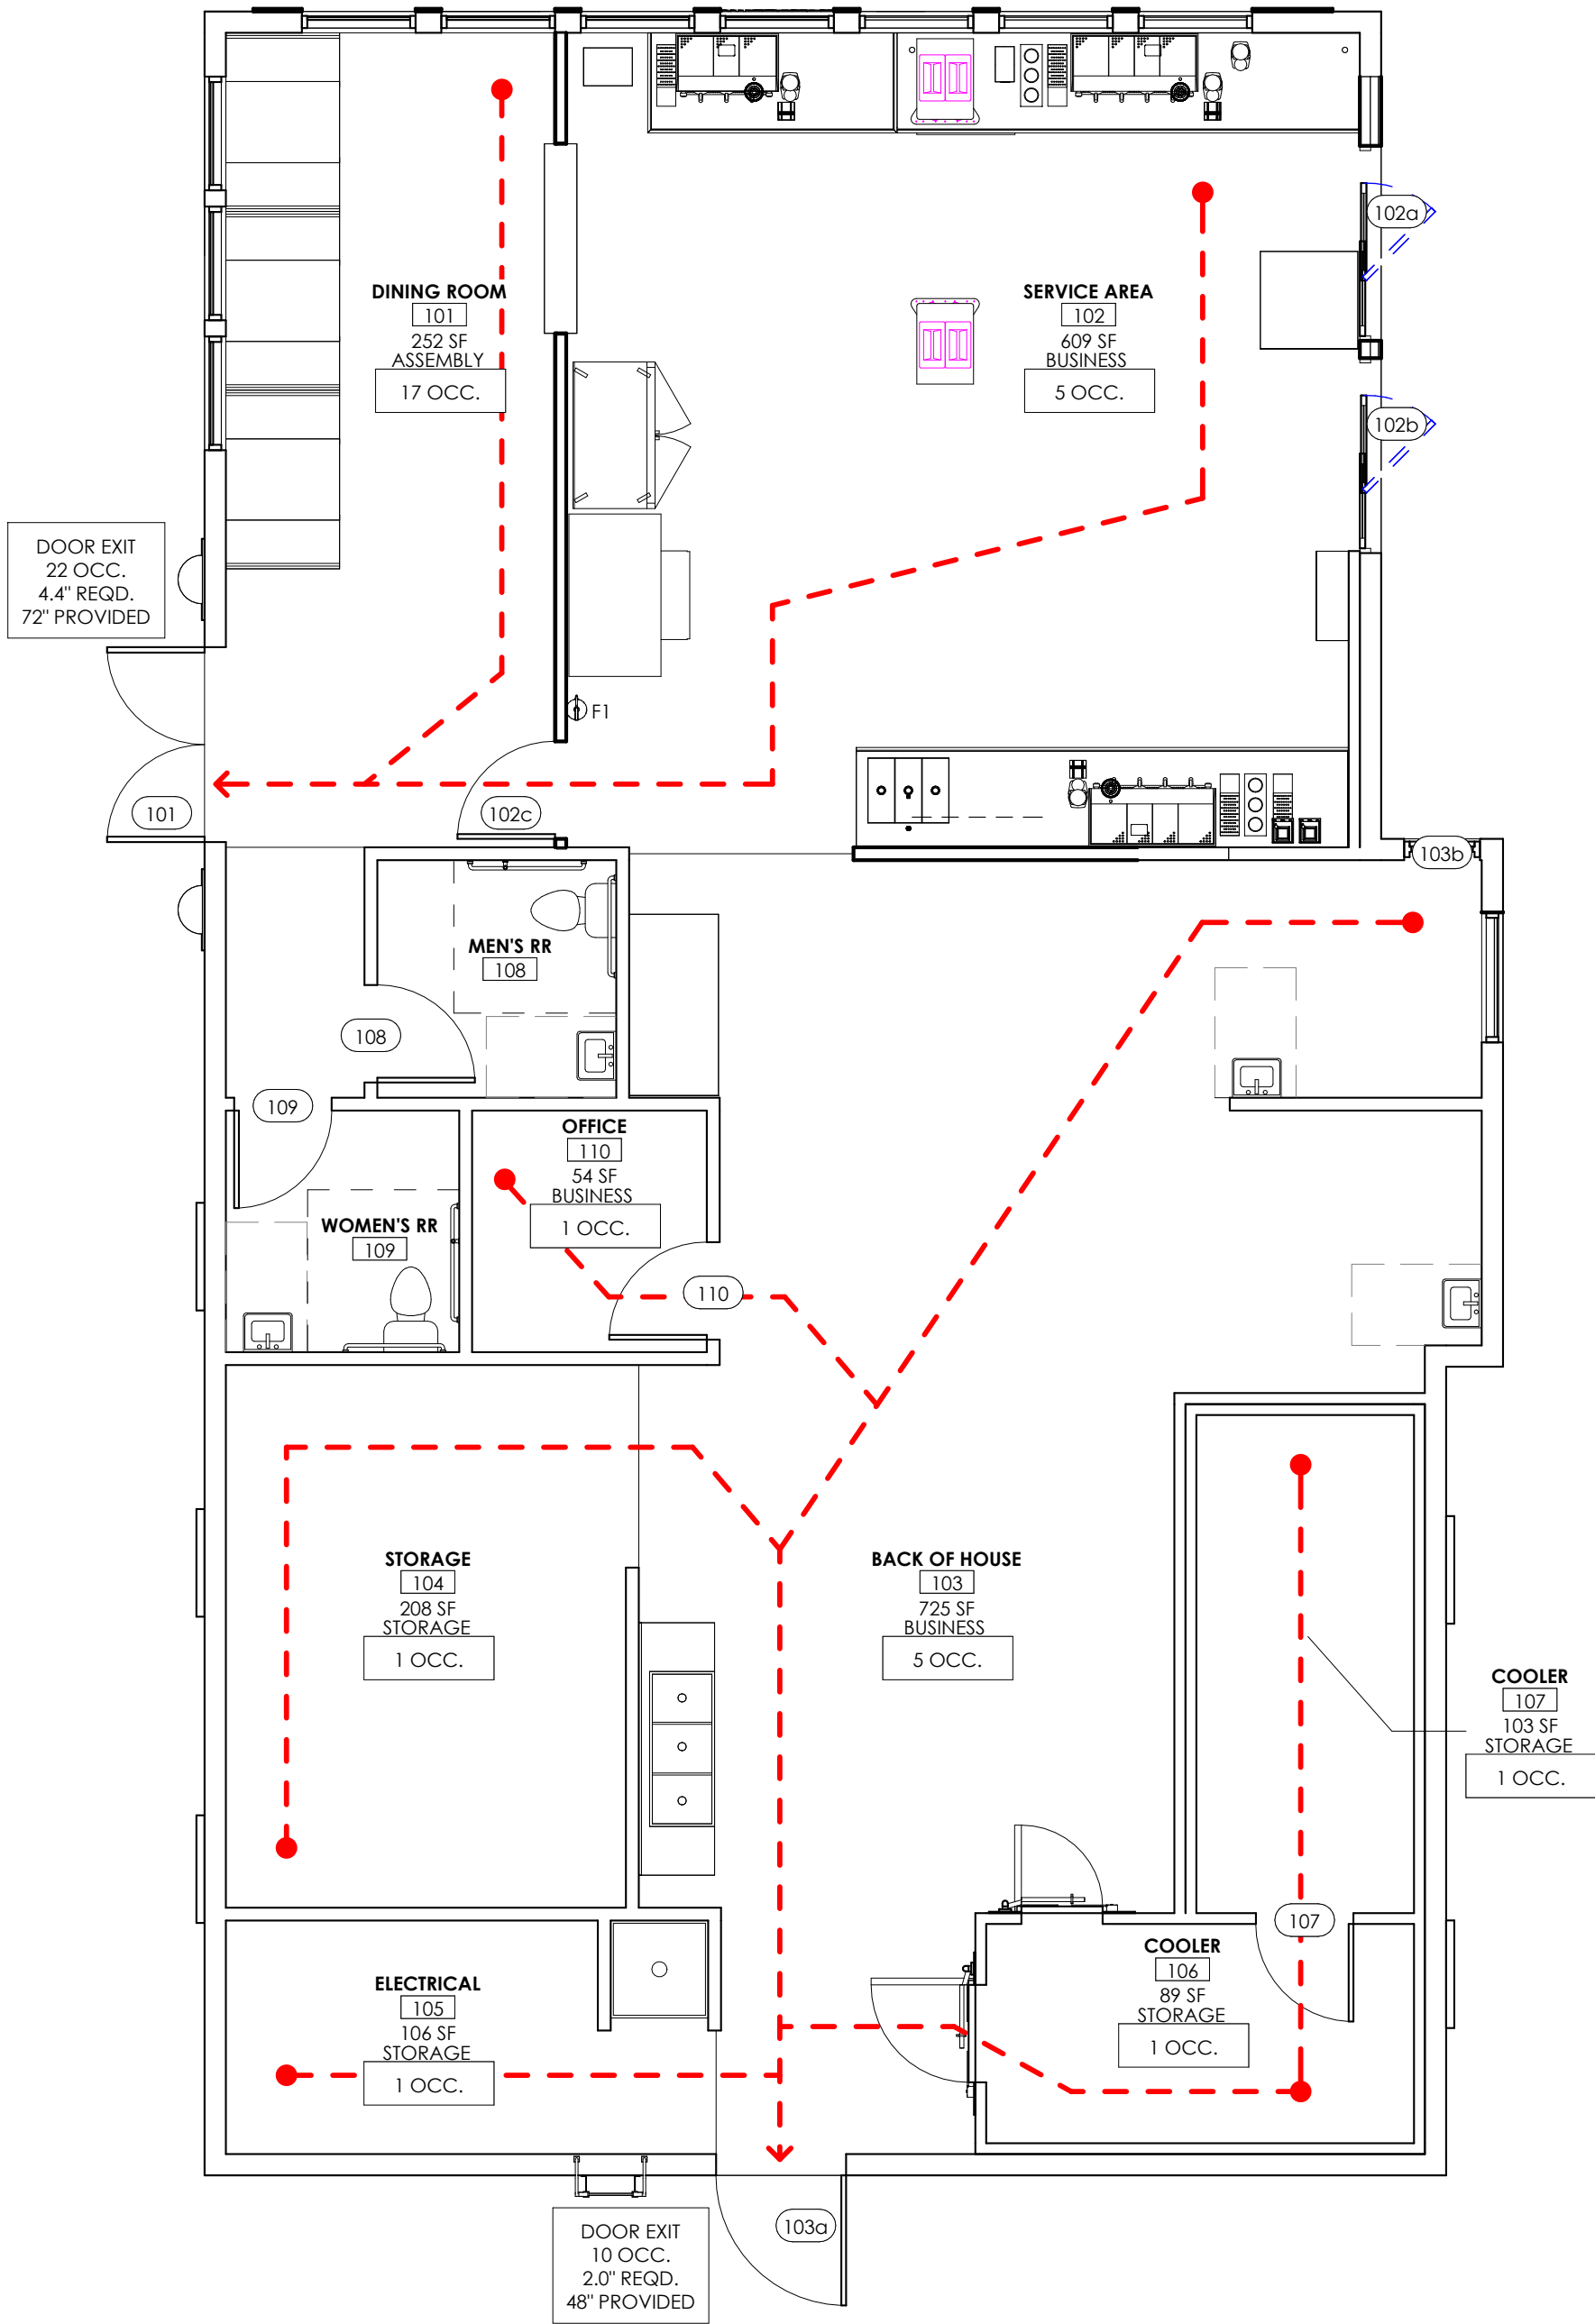 102a
DINING ROOM
101
252 SF
ASSEMBLY
17 OCC.
SERVICE AREA
102
609 SF
BUSINESS
5 OCC.
102b
DOOR EXIT
22 OCC.
4.4" REQD.
72" PROVIDED
F1
101
102c
103b
MEN'S RR
108
108
109
OFFICE
110
54 SF
BUSINESS
1 OCC.
WOMEN'S RR
109
110
STORAGE
104
208 SF
STORAGE
1 OCC.
BACK OF HOUSE
103
725 SF
BUSINESS
5 OCC.
COOLER
107
103 SF
STORAGE
1 OCC.
107
COOLER
106
89 SF
STORAGE
1 OCC.
ELECTRICAL
105
106 SF
STORAGE
1 OCC.
103a
DOOR EXIT
10 OCC.
2.0" REQD.
48" PROVIDED